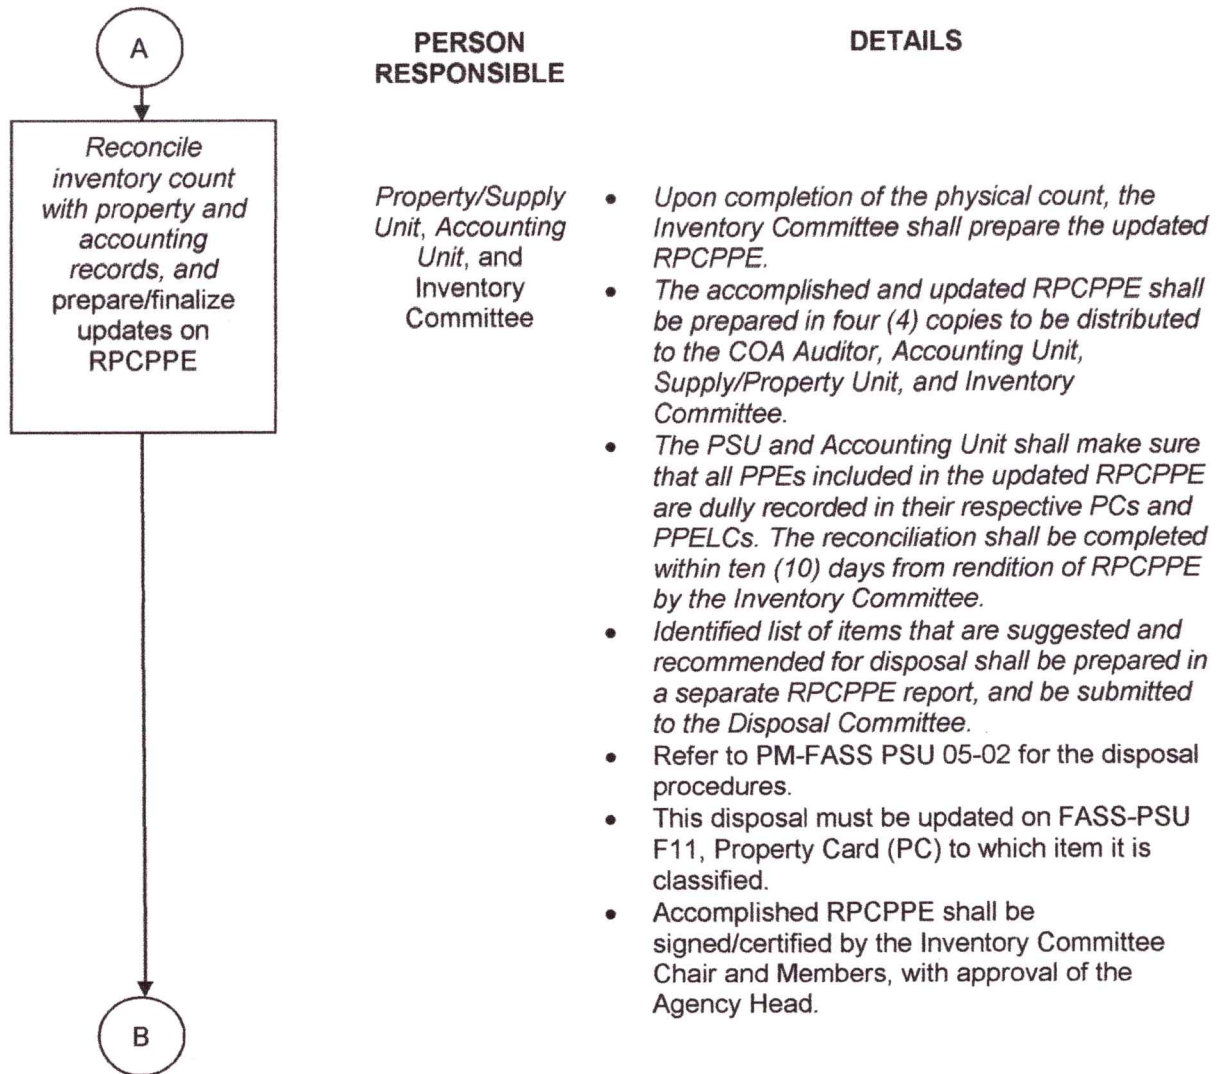 A
PERSON
RESPONSIBLE
DETAILS
Reconcile
inventory count
with property and
accounting
records, and
prepare/finalize
updates on
RPCPPE
Property/Supply
Unit, Accounting
Unit, and
Inventory
Committee
• Upon completion of the physical count, the
Inventory Committee shall prepare the updated
RPCPPE.
• The accomplished and updated RPCPPE shall
be prepared in four (4) copies to be distributed
to the COA Auditor, Accounting Unit,
Supply/Property Unit, and Inventory
Committee.
• The PSU and Accounting Unit shall make sure
that all PPEs included in the updated RPCPPE
are dully recorded in their respective PCs and
PPELCs. The reconciliation shall be completed
within ten (10) days from rendition of RPCPPE
by the Inventory Committee.
• Identified list of items that are suggested and
recommended for disposal shall be prepared in
a separate RPCPPE report, and be submitted
to the Disposal Committee.
• Refer to PM-FASS PSU 05-02 for the disposal
procedures.
• This disposal must be updated on FASS-PSU
F11, Property Card (PC) to which item it is
classified.
• Accomplished RPCPPE shall be
signed/certified by the Inventory Committee
Chair and Members, with approval of the
Agency Head.
B